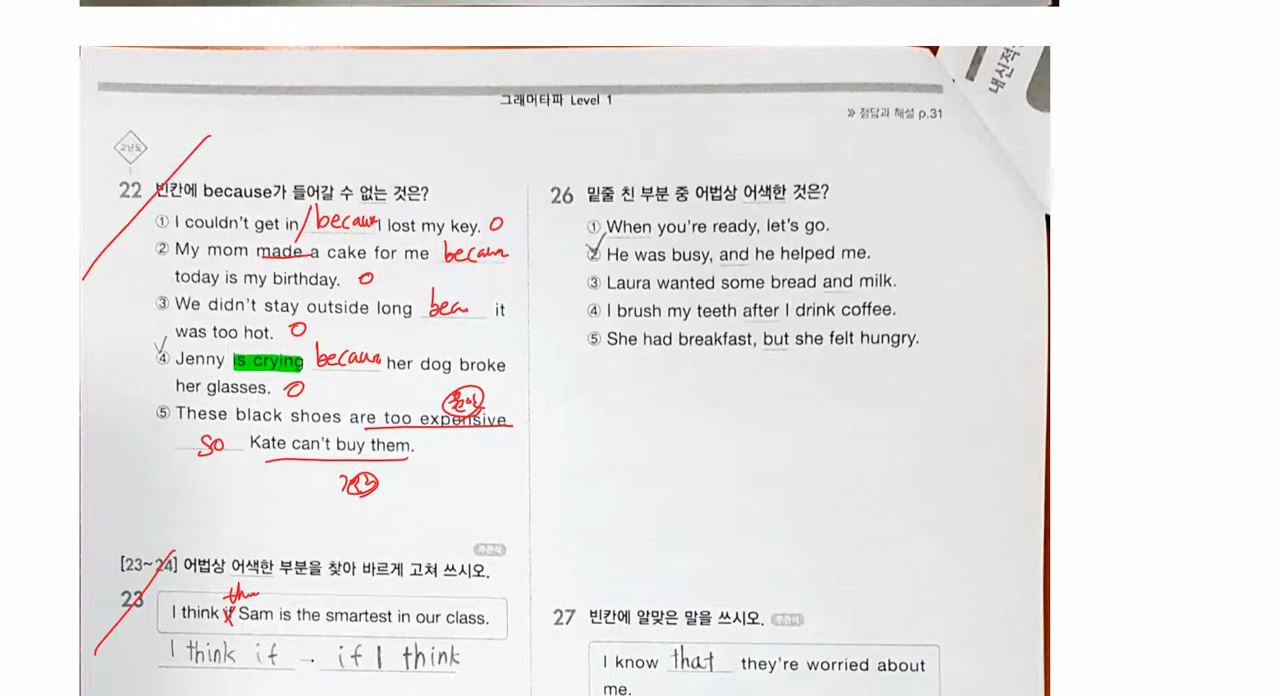 내신적
그래머타파 Level 1
» 정답과 해설 p.31
고난도
1
22 빈칸에 because가 들어갈 수 없는 것은?
① I couldn't get in/because I lost my key. O
② My mom made a cake for me because
today is my birthday. O
③ We didn't stay outside long beca it
was too hot. O
④ Jenny is crying because her dog broke
her glasses. O
원인
⑤ These black shoes are too expensive
so Kate can't buy them.
결과
주관식
[23~24] 어법상 어색한 부분을 찾아 바르게 고쳐 쓰시오.
23
I think if Sam is the smartest in our class.
I think if → if I think
26 밑줄 친 부분 중 어법상 어색한 것은?
① When you're ready, let's go.
② He was busy, and he helped me.
③ Laura wanted some bread and milk.
④ I brush my teeth after I drink coffee.
⑤ She had breakfast, but she felt hungry.
27 빈칸에 알맞은 말을 쓰시오. 주관식
I know that they're worried about
me.